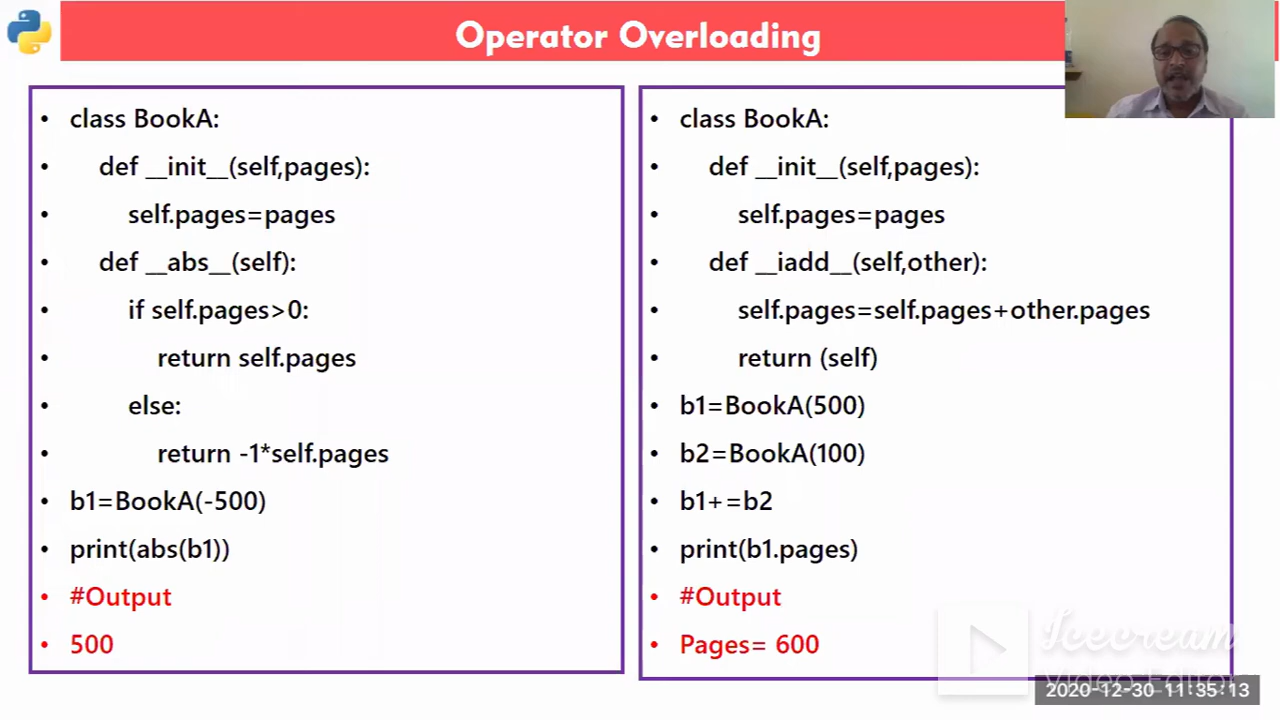 Operator Overloading
• class BookA:
• def __init__(self,pages):
• self.pages=pages
• def __abs__(self):
• if self.pages>0:
• return self.pages
• else:
• return -1*self.pages
• b1=BookA(-500)
• print(abs(b1))
• #Output
• 500
• class BookA:
• def __init__(self,pages):
• self.pages=pages
• def __iadd__(self,other):
• self.pages=self.pages+other.pages
• return (self)
• b1=BookA(500)
• b2=BookA(100)
• b1+=b2
• print(b1.pages)
• #Output
• Pages= 600
Icecream
Video Editor
2020-12-30 11:35:13